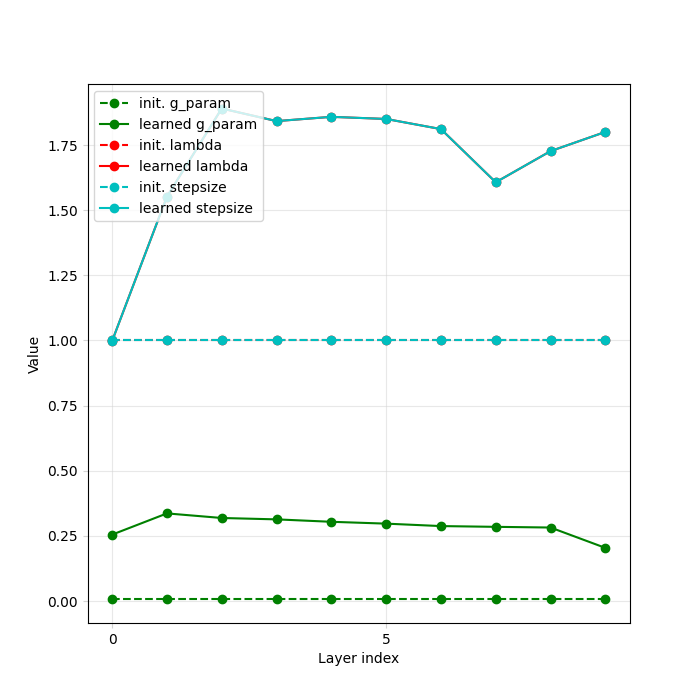 init. g_param
learned g_param
init. lambda
learned lambda
init. stepsize
learned stepsize
1.75
1.50
1.25
1.00
0.75
0.50
0.25
0.00
Value
0 5
Layer index